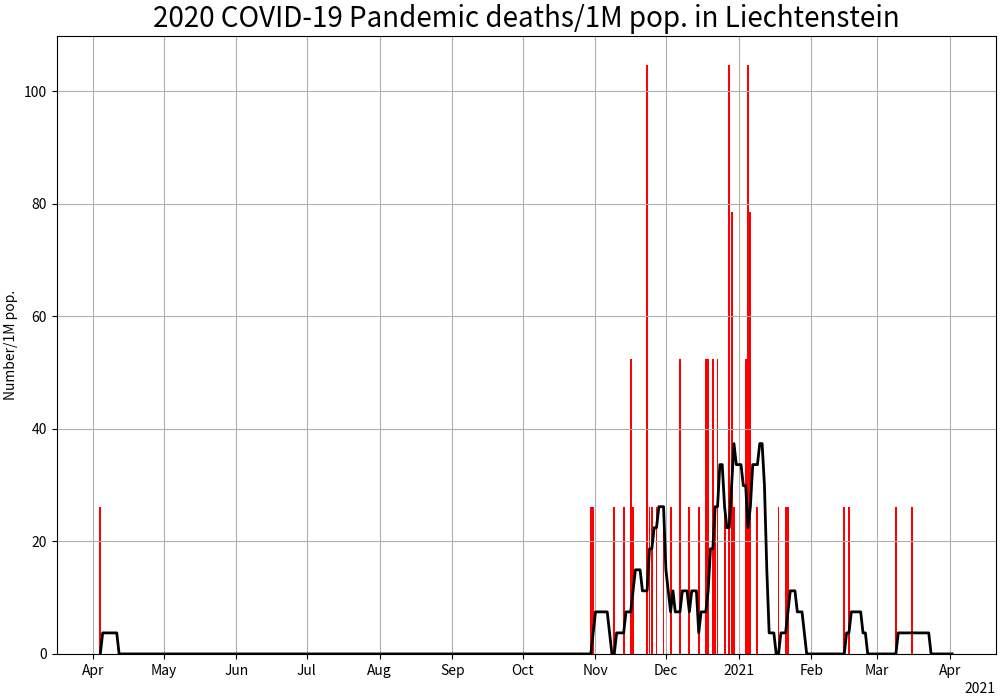 2020 COVID-19 Pandemic deaths/1M pop. in Liechtenstein
Number/1M pop.
100
80
60
40
20
0
Apr May Jun Jul Aug Sep Oct Nov Dec 2021 Feb Mar Apr
2021